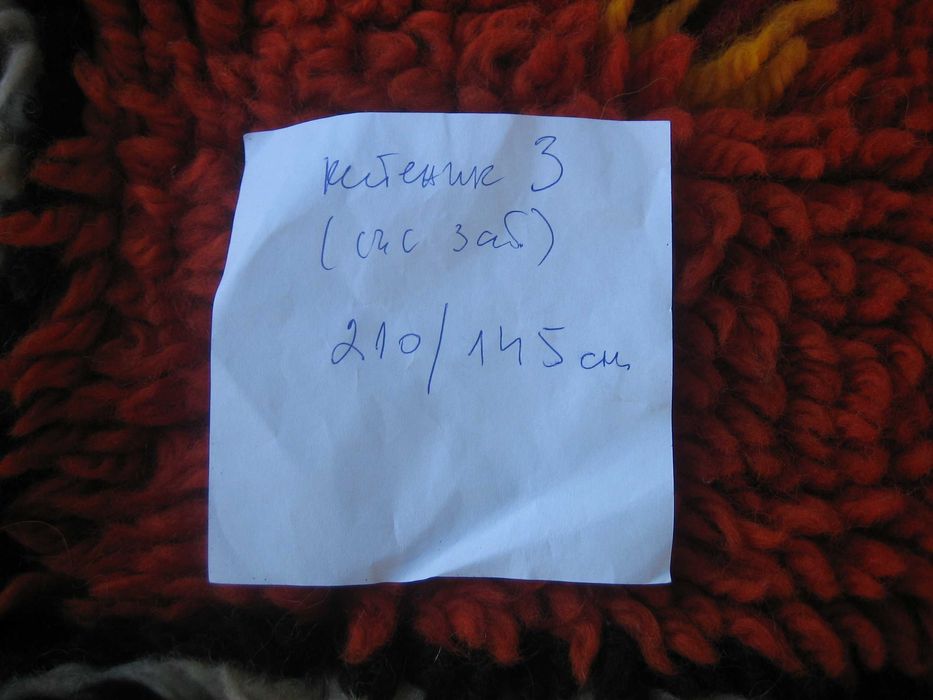 китеник 3
(със заб)
210/145 см